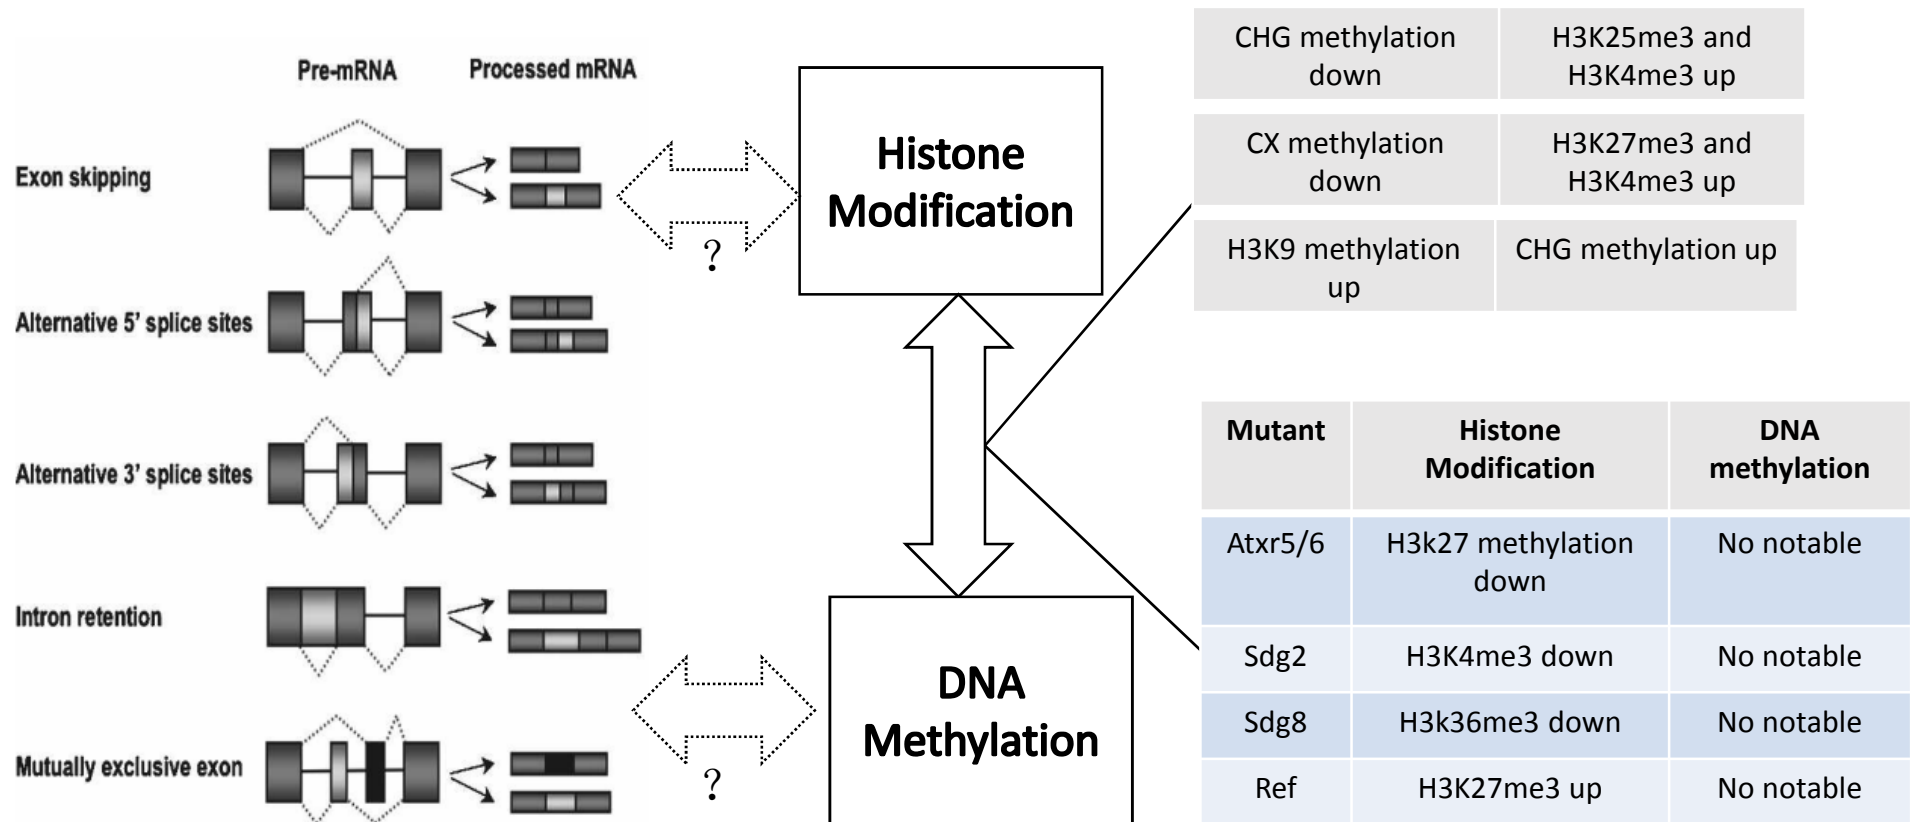 Pre-mRNA
Processed mRNA
Exon skipping
Alternative 5' splice sites
Alternative 3' splice sites
Intron retention
Mutually exclusive exon
?
?
Histone
Modification
DNA
Methylation
CHG methylation
down
H3K25me3 and
H3K4me3 up
CX methylation
down
H3K27me3 and
H3K4me3 up
H3K9 methylation
up
CHG methylation up
Mutant
Histone
Modification
DNA
methylation
Atxr5/6
H3k27 methylation
down
No notable
Sdg2
H3K4me3 down
No notable
Sdg8
H3k36me3 down
No notable
Ref
H3K27me3 up
No notable